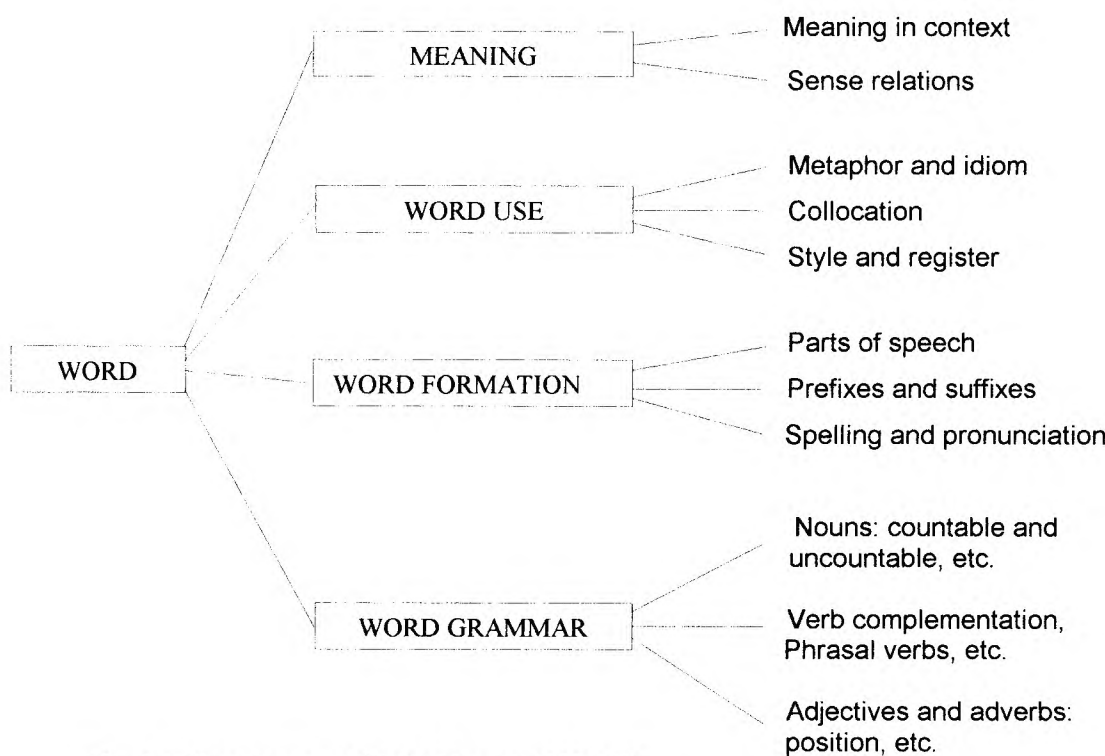 MEANING
Meaning in context
Sense relations
WORD USE
Metaphor and idiom
Collocation
Style and register
WORD
WORD FORMATION
Parts of speech
Prefixes and suffixes
Spelling and pronunciation
WORD GRAMMAR
Nouns: countable and
uncountable, etc.
Verb complementation,
Phrasal verbs, etc.
Adjectives and adverbs:
position, etc.